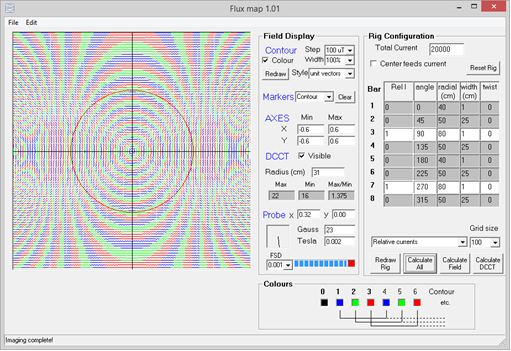 Flux map 1.01
File Edit
Field Display
Contour Step 100 uT
Colour Width 100%
Redraw Style unit vectors
Markers Contour Clear
AXES Min Max
X -0.6 0.6
Y -0.6 0.6
DCCT Visible
Radius (cm) 31
Max Min Max/Min
22 16 1.375
Probe x 0.32 y 0.00
Gauss
23
Tesla
0.002
FSD
0.001
Rig Configuration
Total Current 20000
Center feeds current
Reset Rig
Bar Rel I angle radial (cm) width (cm) twist
1 0 0 40 1 0
2 0 45 50 25 0
3 1 90 80 1 0
4 0 135 50 25 0
5 0 180 40 1 0
6 0 225 50 25 0
7 1 270 80 1 0
8 0 315 50 25 0
Grid size
Relative currents 100
Redraw Rig
Calculate All
Calculate Field
Calculate DCCT
Colours
0 1 2 3 4 5 6 Contour
etc.
Imaging complete!